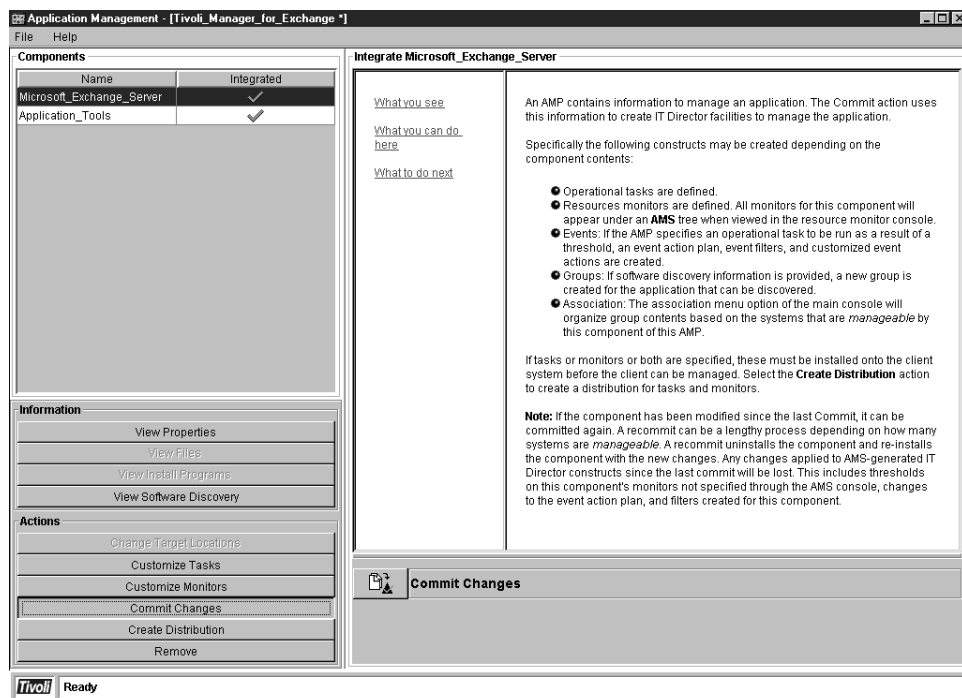 Application Management - [Tivoli_Manager_for_Exchange *]
File Help
Components
Name Integrated
Microsoft_Exchange_Server
Application_Tools
Information
View Properties
View Files
View Install Programs
View Software Discovery
Actions
Change Target Locations
Customize Tasks
Customize Monitors
Commit Changes
Create Distribution
Remove
Integrate Microsoft_Exchange_Server
What you see
What you can do
here
What to do next
An AMP contains information to manage an application. The Commit action uses
this information to create IT Director facilities to manage the application.
Specifically the following constructs may be created depending on the
component contents:
Operational tasks are defined.
Resources monitors are defined. All monitors for this component will
appear under an AMS tree when viewed in the resource monitor console.
Events: If the AMP specifies an operational task to be run as a result of a
threshold, an event action plan, event filters, and customized event
actions are created.
Groups: If software discovery information is provided, a new group is
created for the application that can be discovered.
Association: The association menu option of the main console will
organize group contents based on the systems that are manageable by
this component of this AMP.
If tasks or monitors or both are specified, these must be installed onto the client
system before the client can be managed. Select the Create Distribution action
to create a distribution for tasks and monitors.
Note: If the component has been modified since the last Commit, it can be
committed again. A recommit can be a lengthy process depending on how many
systems are manageable. A recommit uninstalls the component and re-installs
the component with the new changes. Any changes applied to AMS-generated IT
Director constructs since the last commit will be lost. This includes thresholds
on this component's monitors not specified through the AMS console, changes
to the event action plan, and filters created for this component.
Commit Changes
Tivoli Ready